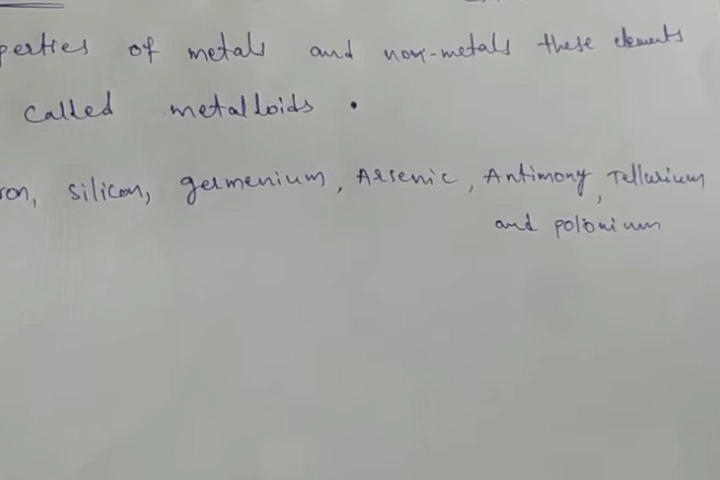 perties of metals and non-metals these elements
called metalloids .
ron, silicon, germenium, Arsenic, Antimony, Tellurium
and polonium